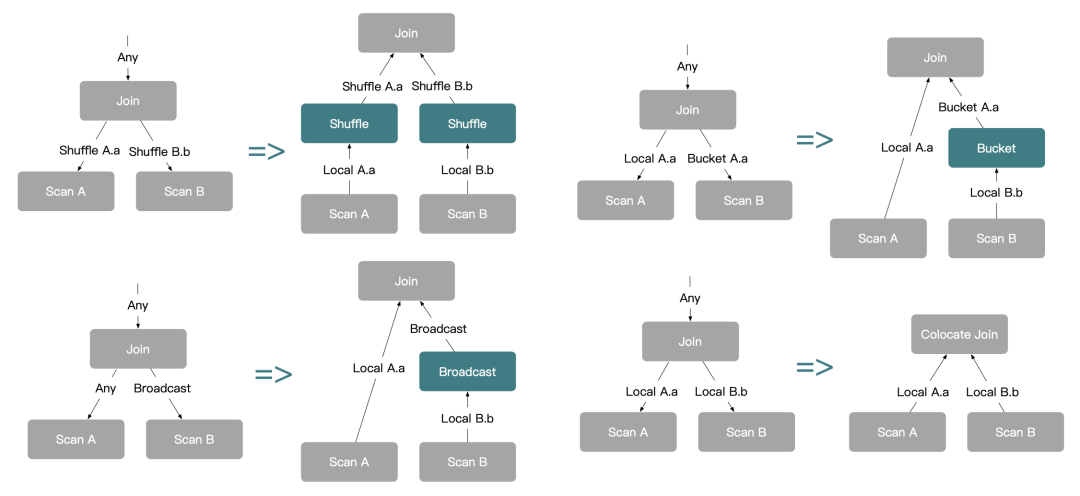 Any
Join
Shuffle A.a Shuffle B.b
Scan A Scan B
=>
Join
Shuffle A.a Shuffle B.b
Shuffle Shuffle
Local A.a Local B.b
Scan A Scan B
Any
Join
Local A.a Bucket A.a
Scan A Scan B
=>
Join
Bucket A.a
Local A.a Bucket
Local B.b
Scan A Scan B
Any
Join
Any Broadcast
Scan A Scan B
=>
Join
Broadcast
Local A.a Broadcast
Local B.b
Scan A Scan B
Any
Join
Local A.a Local B.b
Scan A Scan B
=>
Colocate Join
Local A.a Local B.b
Scan A Scan B